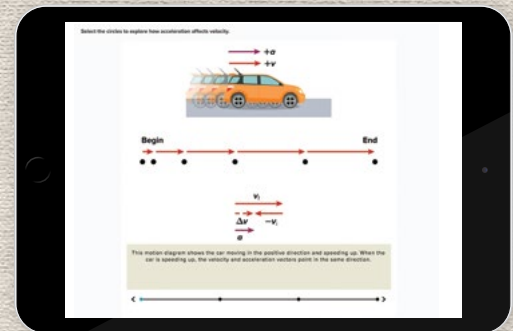 Select the circles to explore how acceleration affects velocity.
+a
+v
Begin End
vf
Δv −vi
a
This motion diagram shows the car moving in the positive direction and speeding up. When the
car is speeding up, the velocity and acceleration vectors point in the same direction.